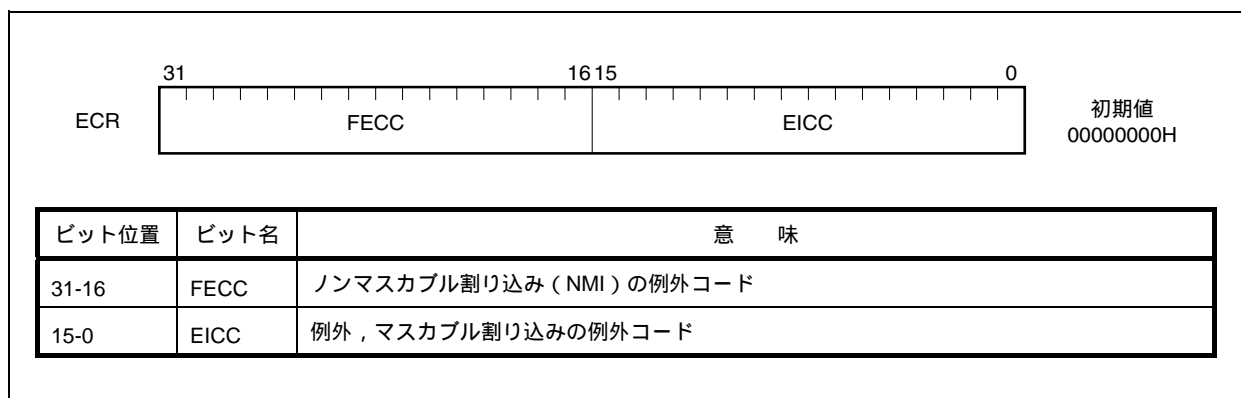 31 16 15 0
ECR FECC EICC 初期値
00000000H
ビット位置 ビット名 意 味
31-16 FECC ノンマスカブル割り込み（NMI）の例外コード
15-0 EICC 例外，マスカブル割り込みの例外コード